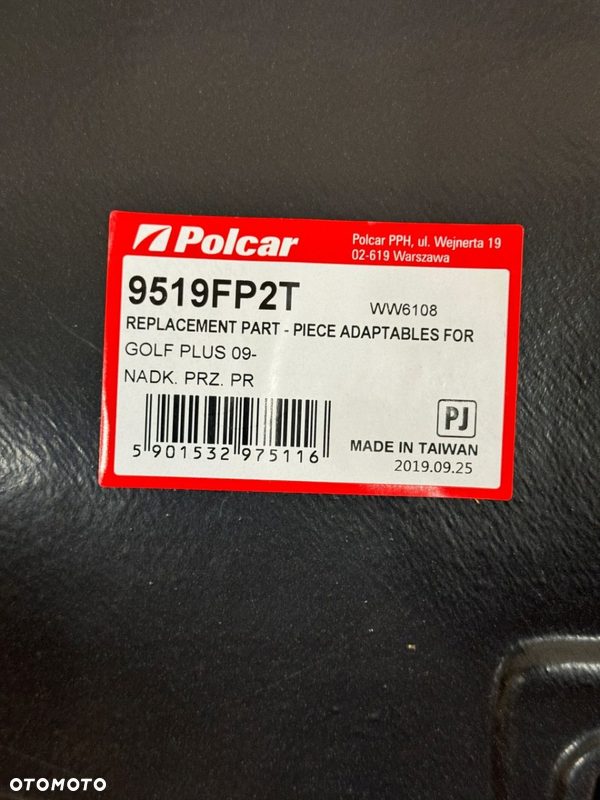 Polcar
Polcar PPH, ul. Wejnerta 19
02-619 Warszawa
9519FP2T
WW6108
REPLACEMENT PART - PIECE ADAPTABLES FOR
GOLF PLUS 09-
NADK. PRZ. PR
5 901532 975116
PJ
MADE IN TAIWAN
2019.09.25
OTOMOTO